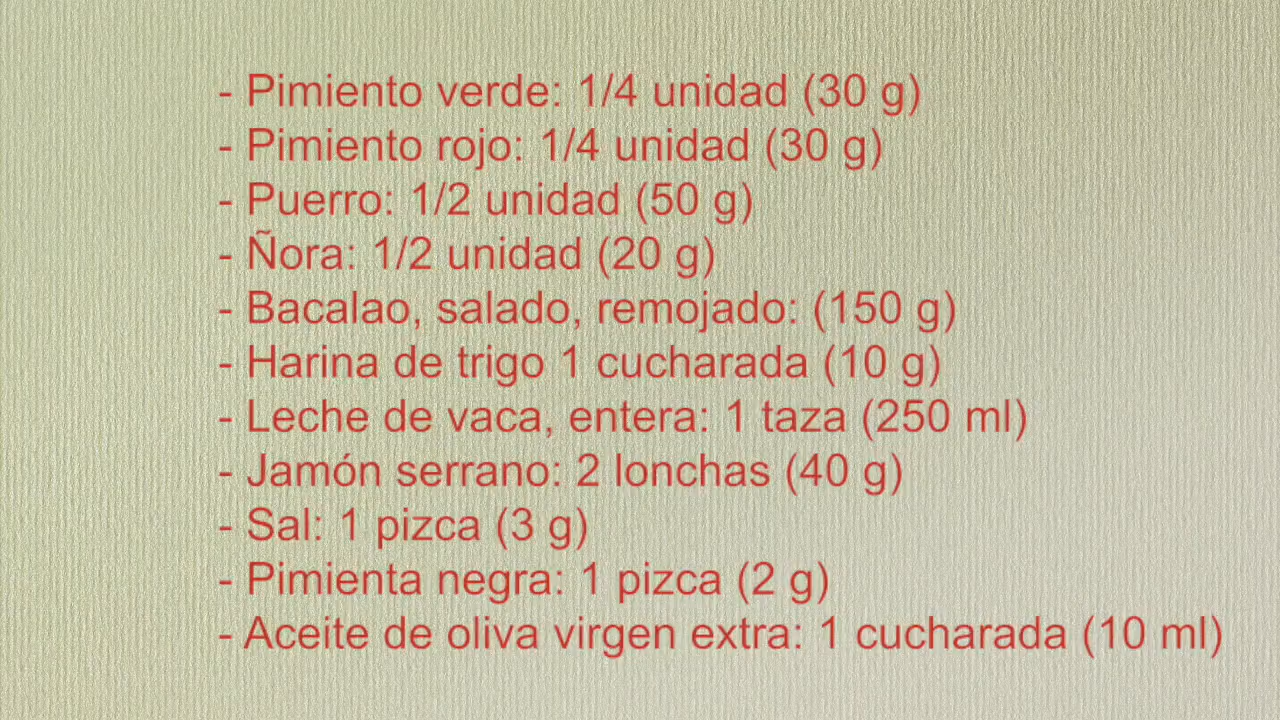 - Pimiento verde: 1/4 unidad (30 g)
- Pimiento rojo: 1/4 unidad (30 g)
- Puerro: 1/2 unidad (50 g)
- Ñora: 1/2 unidad (20 g)
- Bacalao, salado, remojado: (150 g)
- Harina de trigo 1 cucharada (10 g)
- Leche de vaca, entera: 1 taza (250 ml)
- Jamón serrano: 2 lonchas (40 g)
- Sal: 1 pizca (3 g)
- Pimienta negra: 1 pizca (2 g)
- Aceite de oliva virgen extra: 1 cucharada (10 ml)